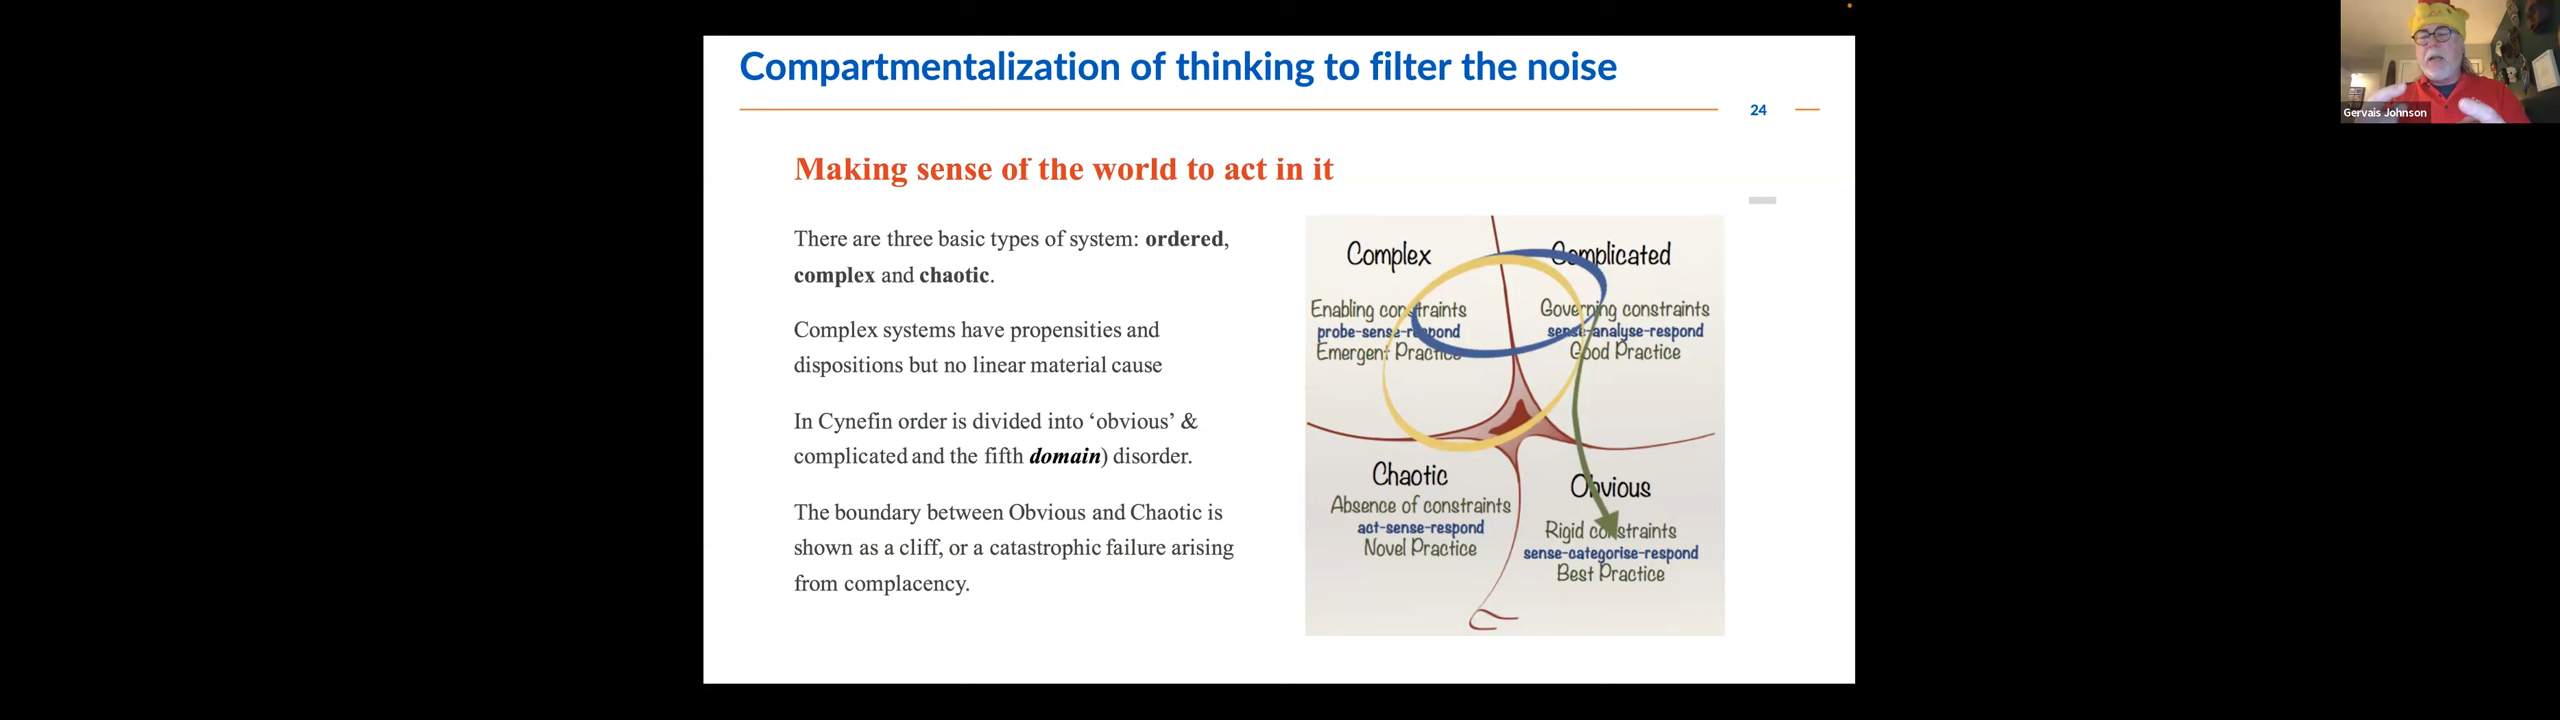 Compartmentalization of thinking to filter the noise
24
Gervais Johnson
Making sense of the world to act in it
There are three basic types of system: ordered,
complex and chaotic.
Complex systems have propensities and
dispositions but no linear material cause
In Cynefin order is divided into ‘obvious’ &
complicated and the fifth domain) disorder.
The boundary between Obvious and Chaotic is
shown as a cliff, or a catastrophic failure arising
from complacency.
Complex
Enabling constraints
probe-sense-respond
Emergent Practice
Complicated
Governing constraints
sense-analyse-respond
Good Practice
Chaotic
Absence of constraints
act-sense-respond
Novel Practice
Obvious
Rigid constraints
sense-categorise-respond
Best Practice